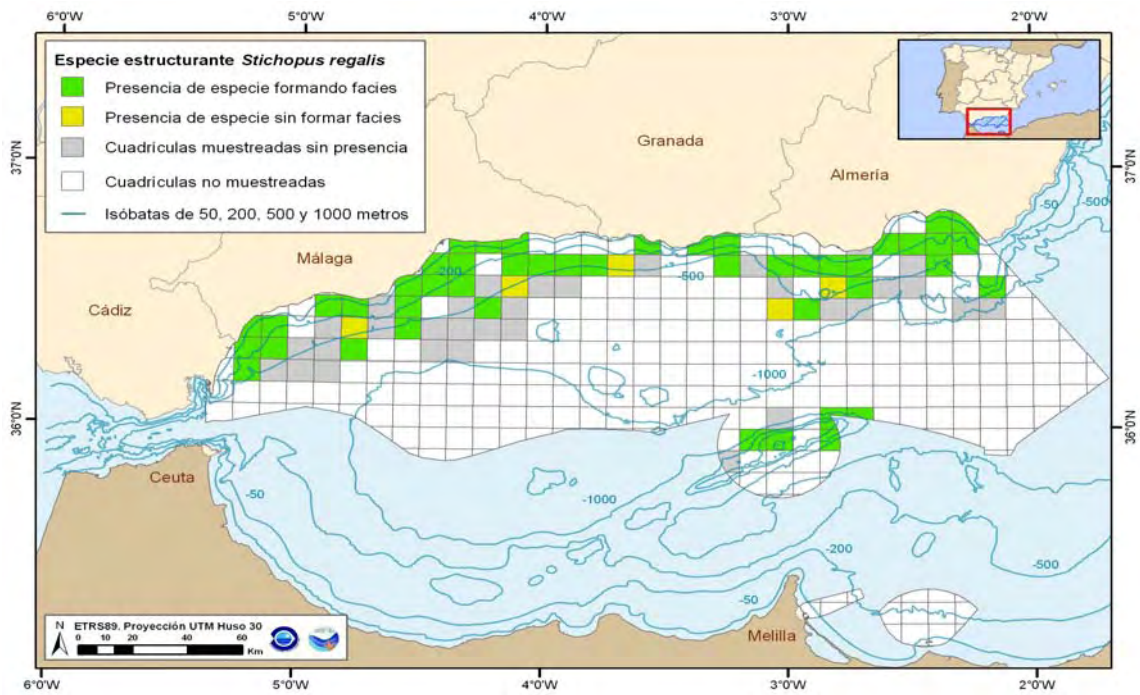 6°0'W 5°0'W 4°0'W 3°0'W 2°0'W
Especie estructurante Stichopus regalis
Presencia de especie formando facies
Presencia de especie sin formar facies
Cuadrículas muestreadas sin presencia
Cuadrículas no muestreadas
Isóbatas de 50, 200, 500 y 1000 metros
37°0'N
37°0'N
Granada
Almería
-50
-500
Málaga
-200
-500
Cádiz
-1000
36°0'N
36°0'N
Ceuta
-50
-1000
-200
-500
-50
Melilla
N ETRS89. Proyección UTM Huso 30
0 10 20 40 60
Km
6°0'W 5°0'W 4°0'W 3°0'W 2°0'W